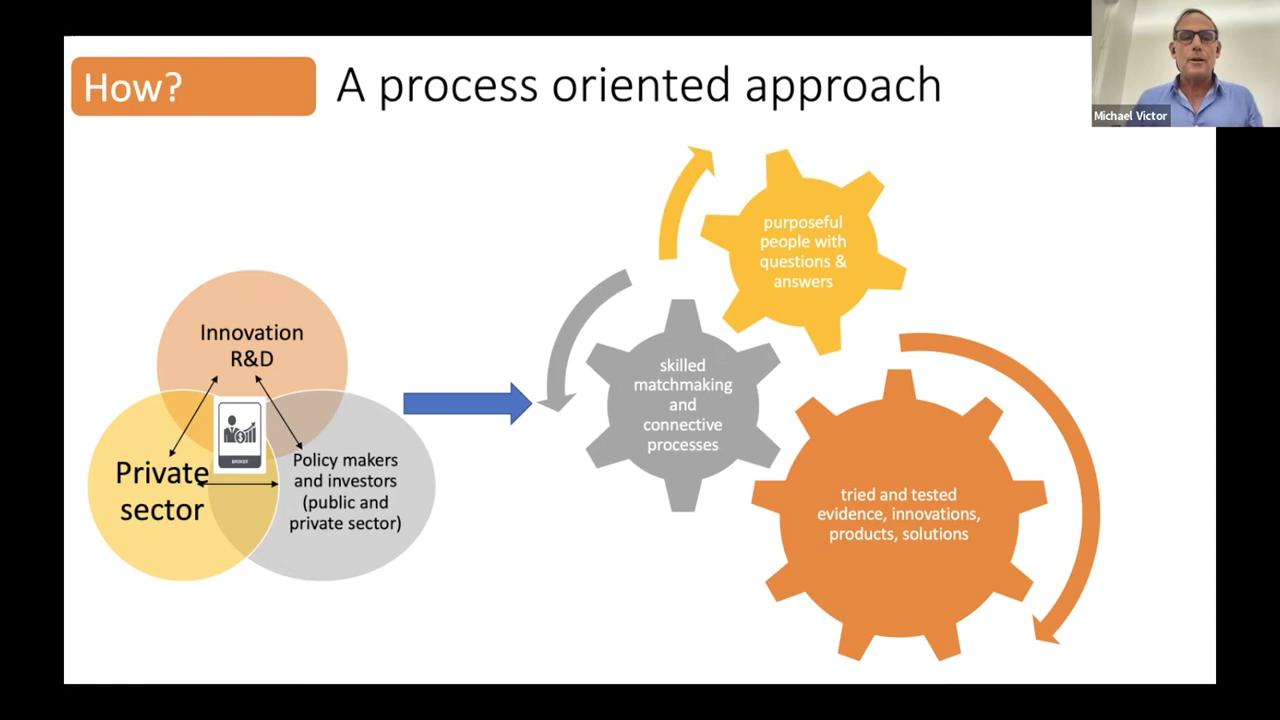 How?
A process oriented approach
Michael Victor
Innovation
R&D
Private
sector
Policy makers
and investors
(public and
private sector)
BROKER
purposeful
people with
questions &
answers
skilled
matchmaking
and
connective
processes
tried and tested
evidence, innovations,
products, solutions